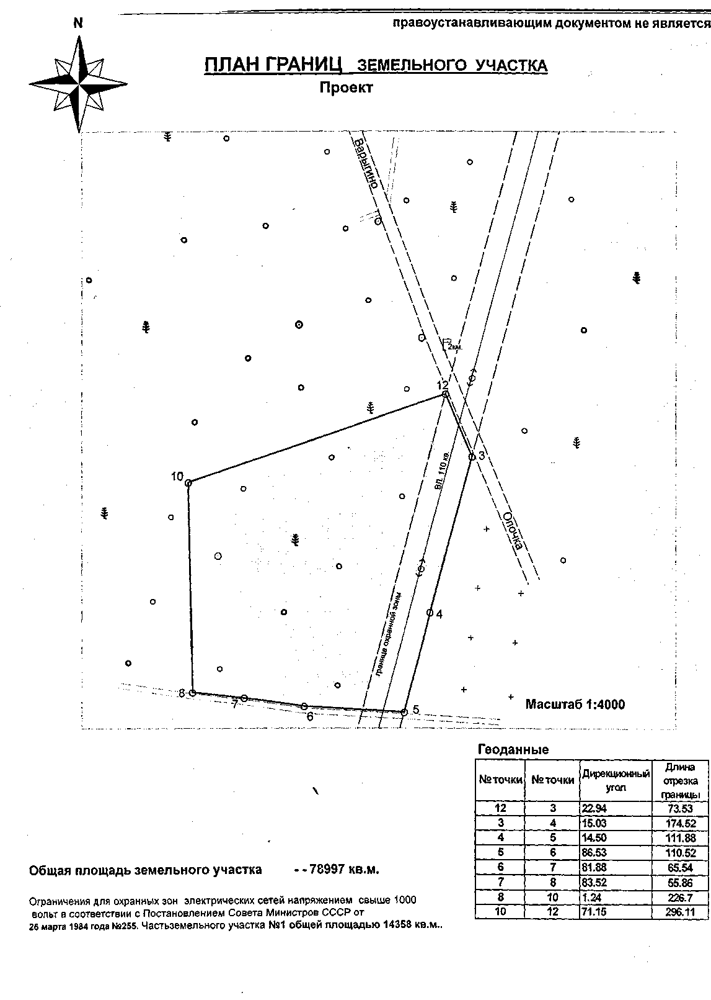 N
правоустанавливающим документом не является
ПЛАН ГРАНИЦ ЗЕМЕЛЬНОГО УЧАСТКА
Проект
Варыгино
2км.
12
3
10
ВЛ. 110 кв.
Опочка
граница охранной зоны
4
8
7
6
5
Масштаб 1:4000
Геоданные
№точки №точки Дирекционный угол Длина отрезка границы
12 3 22.94 73.53
3 4 15.03 174.52
4 5 14.50 111.88
5 6 86.53 110.52
6 7 81.88 65.54
7 8 83.52 55.86
8 10 1.24 226.7
10 12 71.15 296.11
Общая площадь земельного участка - - 78997 кв.м.
Ограничения для охранных зон электрических сетей напряжением свыше 1000
вольт в соответствии с Постановлением Совета Министров СССР от
26 марта 1984 года №255. Частьземельного участка №1 общей площадью 14358 кв.м..